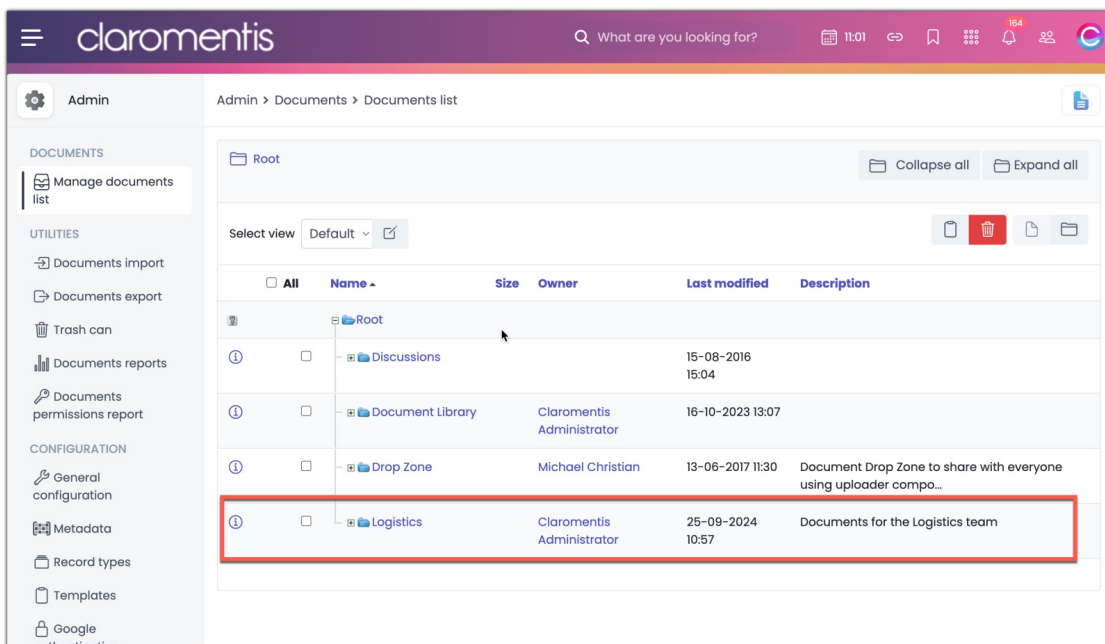 claromentis
What are you looking for?
11:01
164
Admin
Admin > Documents > Documents list
DOCUMENTS
Manage documents
list
UTILITIES
Documents import
Documents export
Trash can
Documents reports
Documents
permissions report
CONFIGURATION
General
configuration
Metadata
Record types
Templates
Google
Root
Collapse all
Expand all
Select view
Default
All
Name
Size
Owner
Last modified
Description
Root
Discussions
15-08-2016
15:04
Document Library
Claromentis
Administrator
16-10-2023 13:07
Drop Zone
Michael Christian
13-06-2017 11:30
Document Drop Zone to share with everyone
using uploader compo...
Logistics
Claromentis
Administrator
25-09-2024
10:57
Documents for the Logistics team